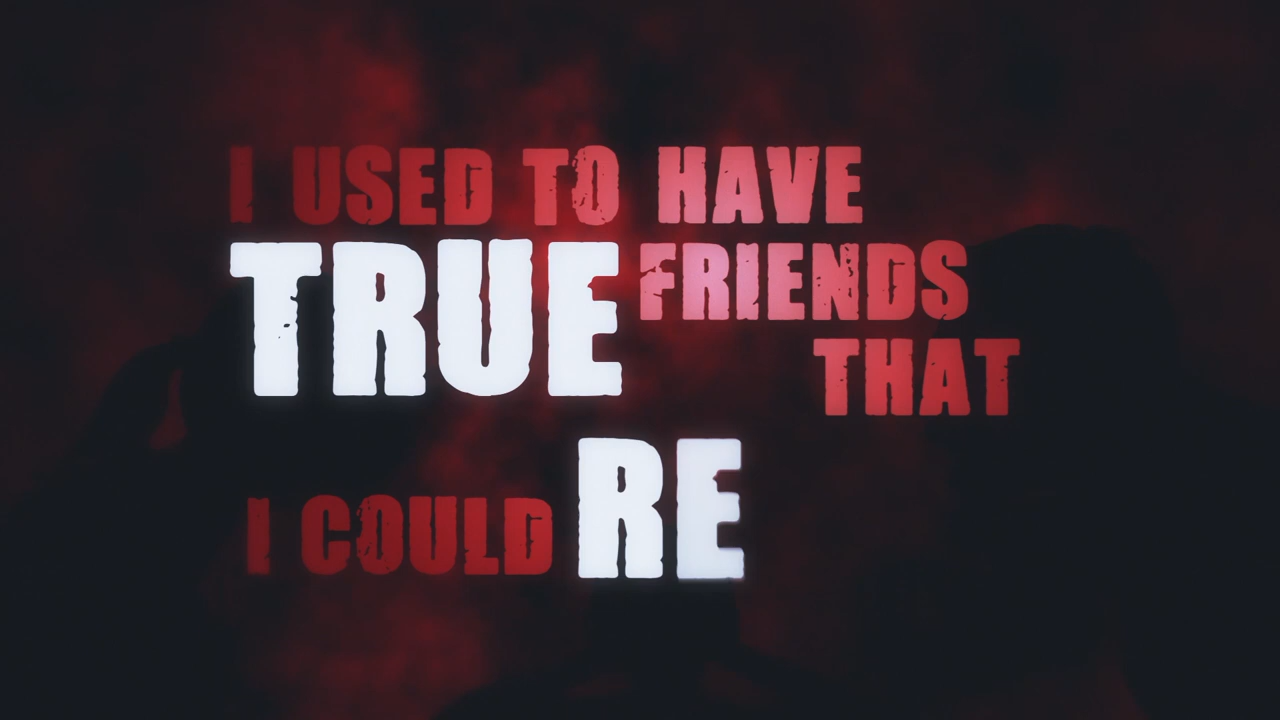 I USED TO HAVE
TRUE FRIENDS
THAT
I COULD RE